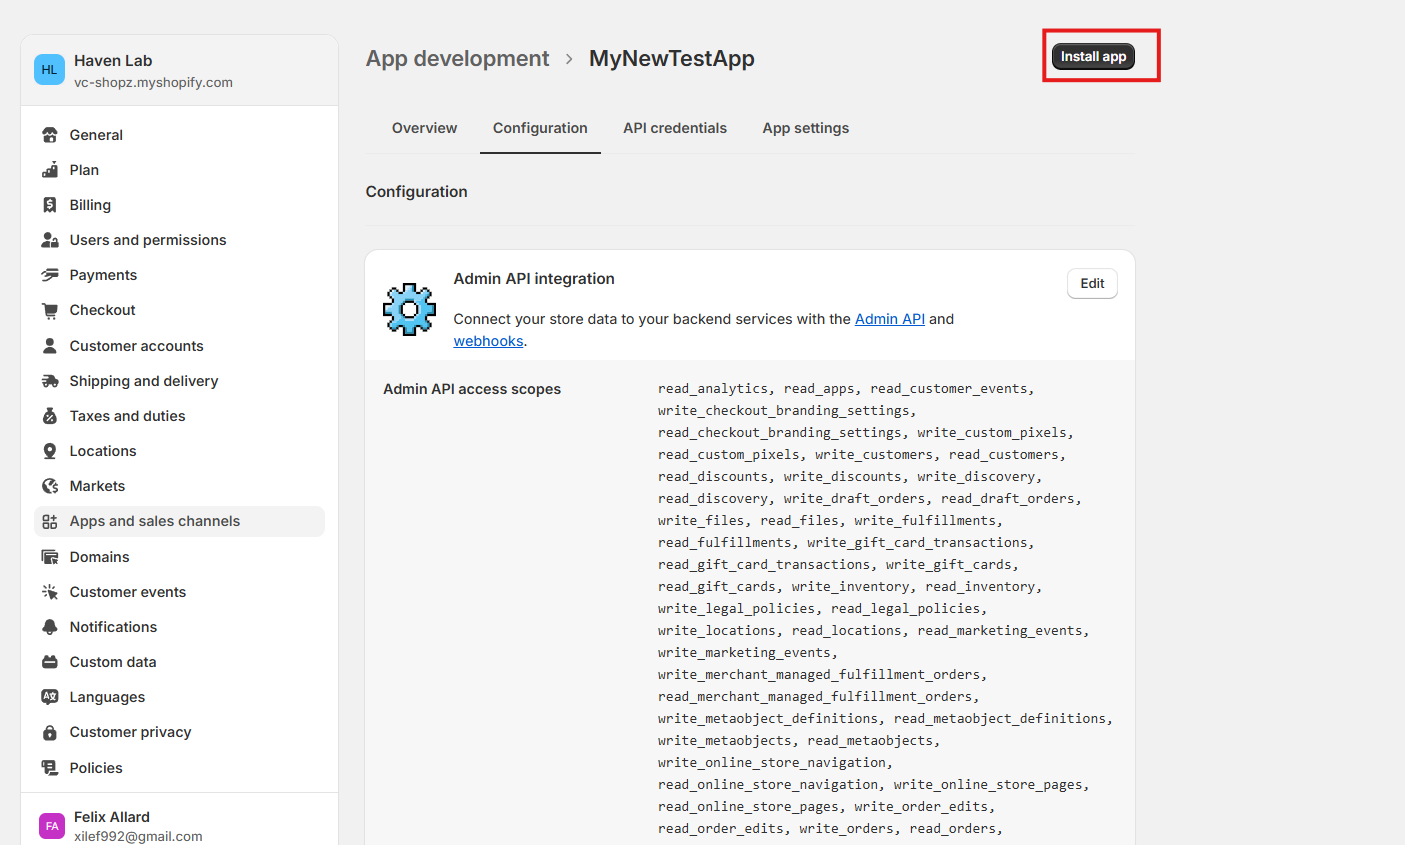 HL
Haven Lab
vc-shopz.myshopify.com
General
Plan
Billing
Users and permissions
Payments
Checkout
Customer accounts
Shipping and delivery
Taxes and duties
Locations
Markets
Apps and sales channels
Domains
Customer events
Notifications
Custom data
Languages
Customer privacy
Policies
FA
Felix Allard
xilef992@gmail.com
App development › MyNewTestApp
Install app
Overview Configuration API credentials App settings
Configuration
Admin API integration
Edit
Connect your store data to your backend services with the Admin API and
webhooks.
Admin API access scopes
read_analytics, read_apps, read_customer_events,
write_checkout_branding_settings,
read_checkout_branding_settings, write_custom_pixels,
read_custom_pixels, write_customers, read_customers,
read_discounts, write_discounts, write_discovery,
read_discovery, write_draft_orders, read_draft_orders,
write_files, read_files, write_fulfillments,
read_fulfillments, write_gift_card_transactions,
read_gift_card_transactions, write_gift_cards,
read_gift_cards, write_inventory, read_inventory,
write_legal_policies, read_legal_policies,
write_locations, read_locations, read_marketing_events,
write_marketing_events,
write_merchant_managed_fulfillment_orders,
read_merchant_managed_fulfillment_orders,
write_metaobject_definitions, read_metaobject_definitions,
write_metaobjects, read_metaobjects,
write_online_store_navigation,
read_online_store_navigation, write_online_store_pages,
read_online_store_pages, write_order_edits,
read_order_edits, write_orders, read_orders,